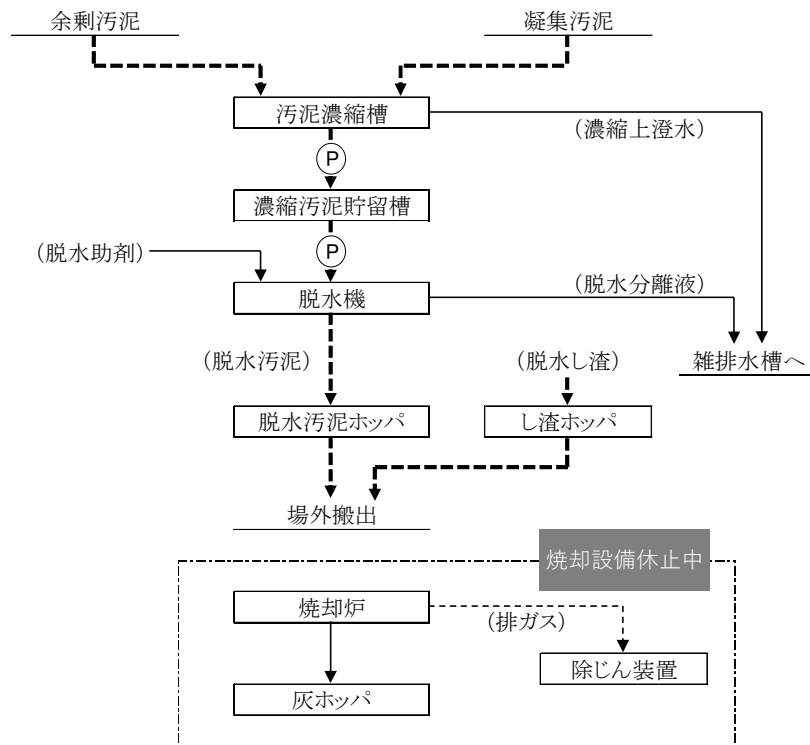 余剰汚泥
凝集汚泥
汚泥濃縮槽
(濃縮上澄水)
P
濃縮汚泥貯留槽
(脱水助剤)
P
脱水機
(脱水分離液)
(脱水汚泥)
(脱水し渣)
雑排水槽へ
脱水汚泥ホッパ
し渣ホッパ
場外搬出
焼却設備休止中
焼却炉
(排ガス)
除じん装置
灰ホッパ